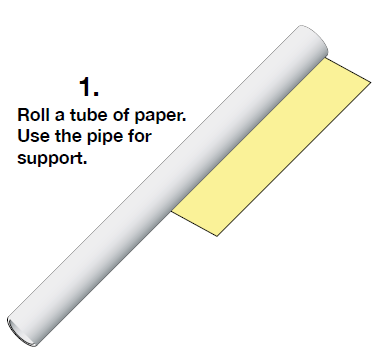 1.
Roll a tube of paper.
Use the pipe for
support.